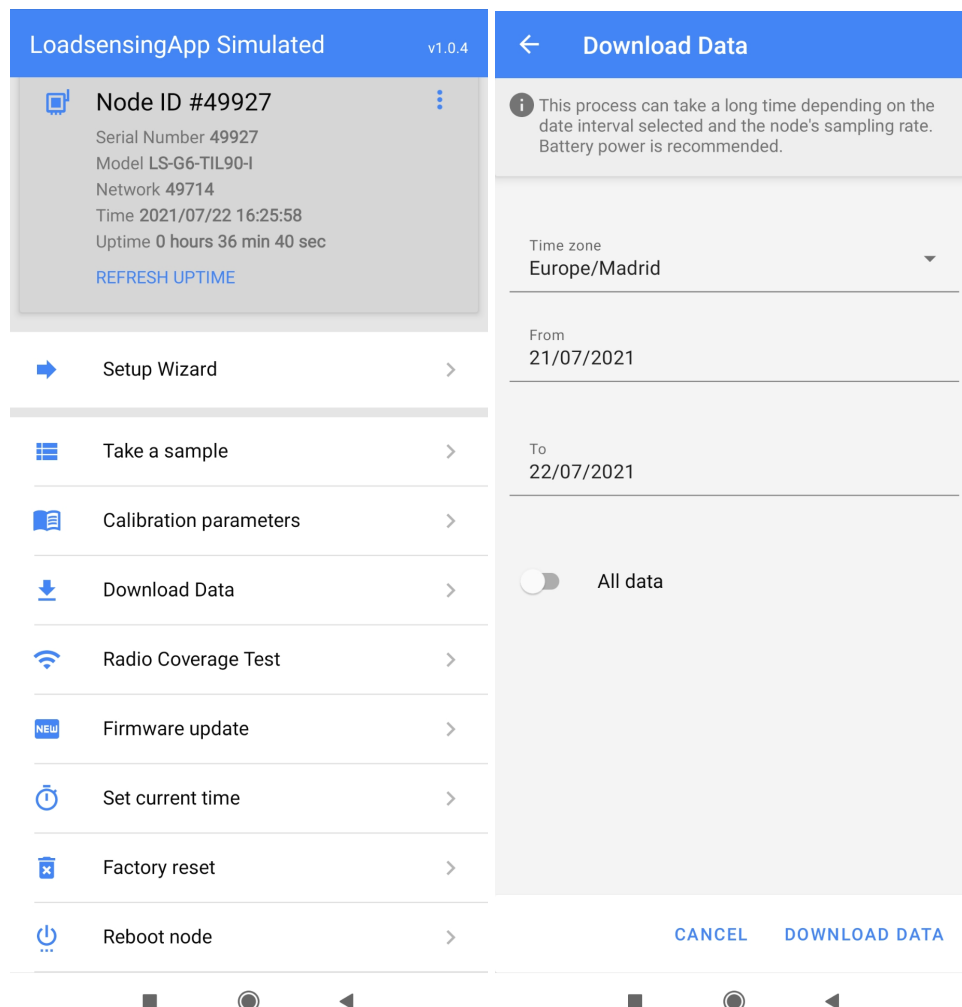 LoadsensingApp Simulated v1.0.4
Node ID #49927
Serial Number 49927
Model LS-G6-TIL90-I
Network 49714
Time 2021/07/22 16:25:58
Uptime 0 hours 36 min 40 sec
REFRESH UPTIME
Setup Wizard
Take a sample
Calibration parameters
Download Data
Radio Coverage Test
NEW Firmware update
Set current time
Factory reset
Reboot node
Download Data
This process can take a long time depending on the
date interval selected and the node's sampling rate.
Battery power is recommended.
Time zone
Europe/Madrid
From
21/07/2021
To
22/07/2021
All data
CANCEL DOWNLOAD DATA